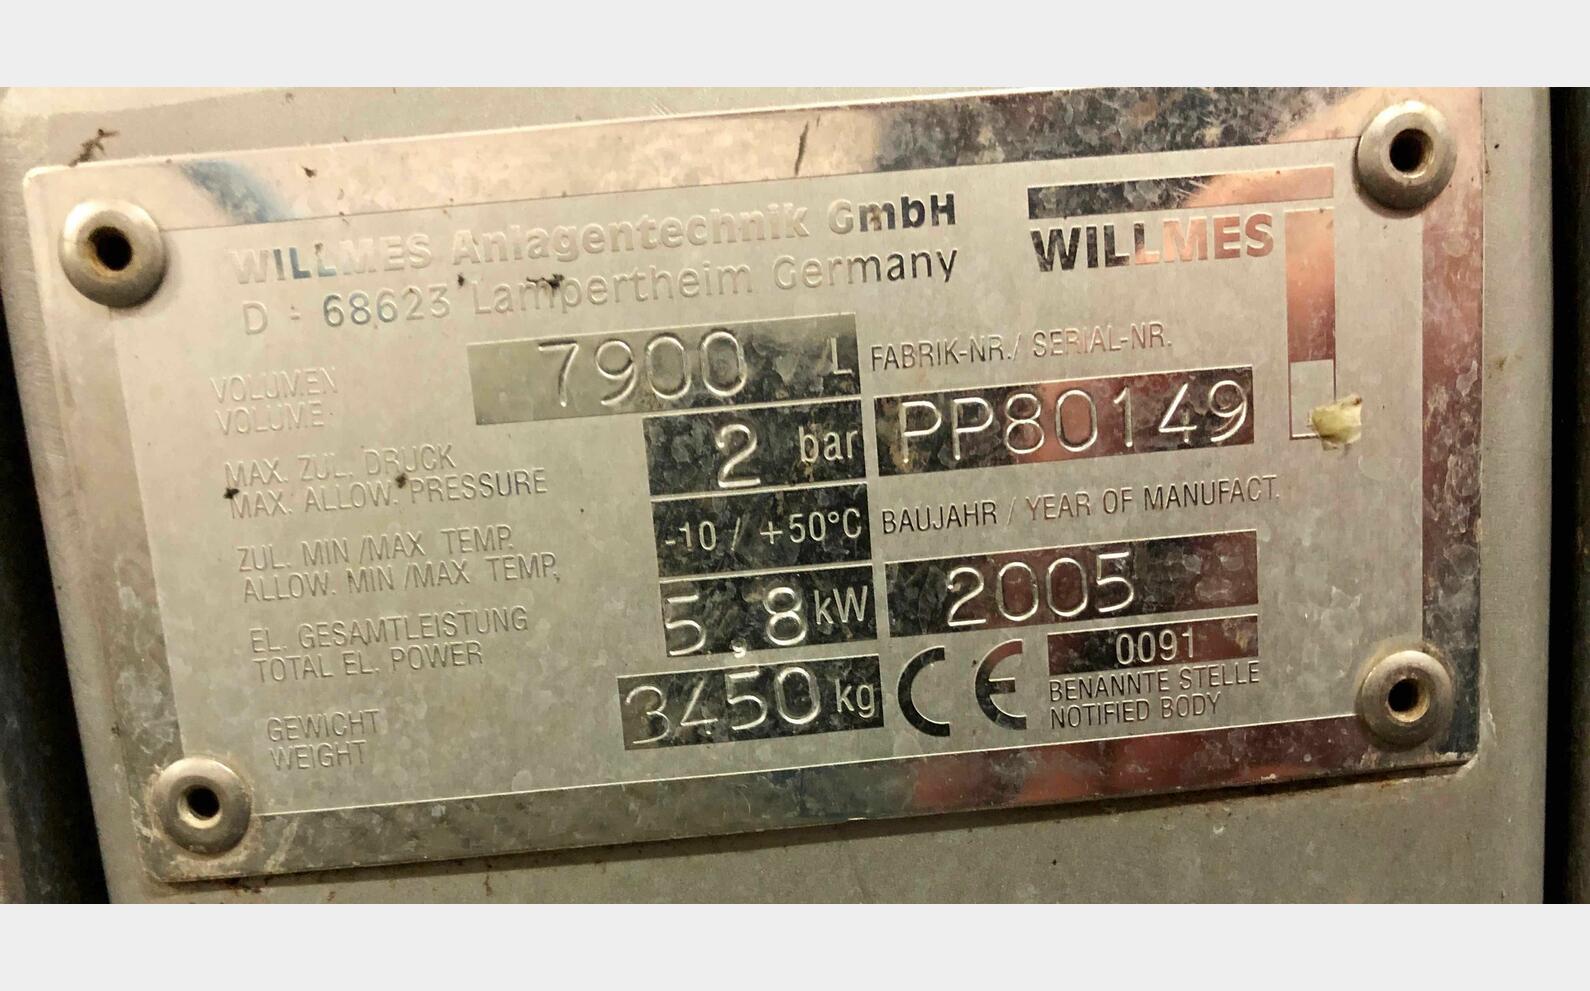 WILLMES Anlagentechnik GmbH
D - 68623 Lampertheim Germany
WILLMES
VOLUMEN
VOLUME
7900 L
MAX. ZUL. DRUCK
MAX. ALLOW. PRESSURE
2 bar
ZUL. MIN /MAX TEMP.
ALLOW. MIN /MAX TEMP,
-10 / +50°C
EL. GESAMTLEISTUNG
TOTAL EL. POWER
5,8 kW
GEWICHT
WEIGHT
3450 kg
FABRIK-NR./ SERIAL-NR.
PP80149
BAUJAHR / YEAR OF MANUFACT.
2005
CE
0091
BENANNTE STELLE
NOTIFIED BODY